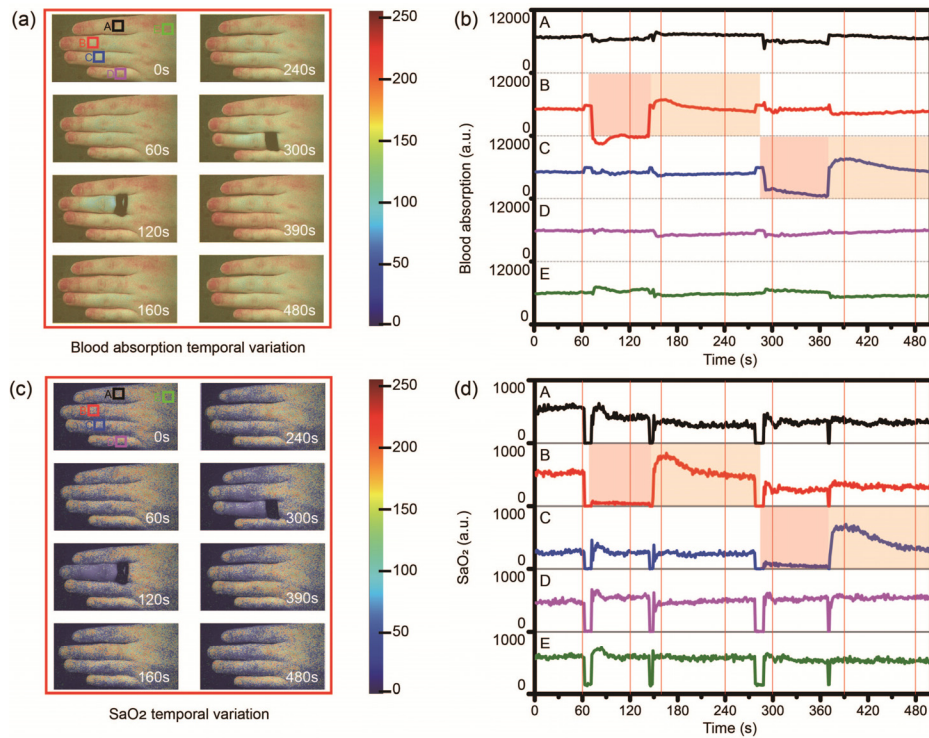 (a)
A
B
C
D
E
0s
240s
60s
300s
120s
390s
160s
480s
Blood absorption temporal variation
250
200
150
100
50
0
(b)
12000
A
0
12000
B
0
12000
C
0
12000
D
0
12000
E
0
Blood absorption (a.u.)
0 60 120 180 240 300 360 420 480
Time (s)
(c)
A
B
C
D
E
0s
240s
60s
300s
120s
390s
160s
480s
SaO₂ temporal variation
250
200
150
100
50
0
(d)
1000
A
0
1000
B
0
1000
C
0
1000
D
0
1000
E
0
SaO₂ (a.u.)
0 60 120 180 240 300 360 420 480
Time (s)